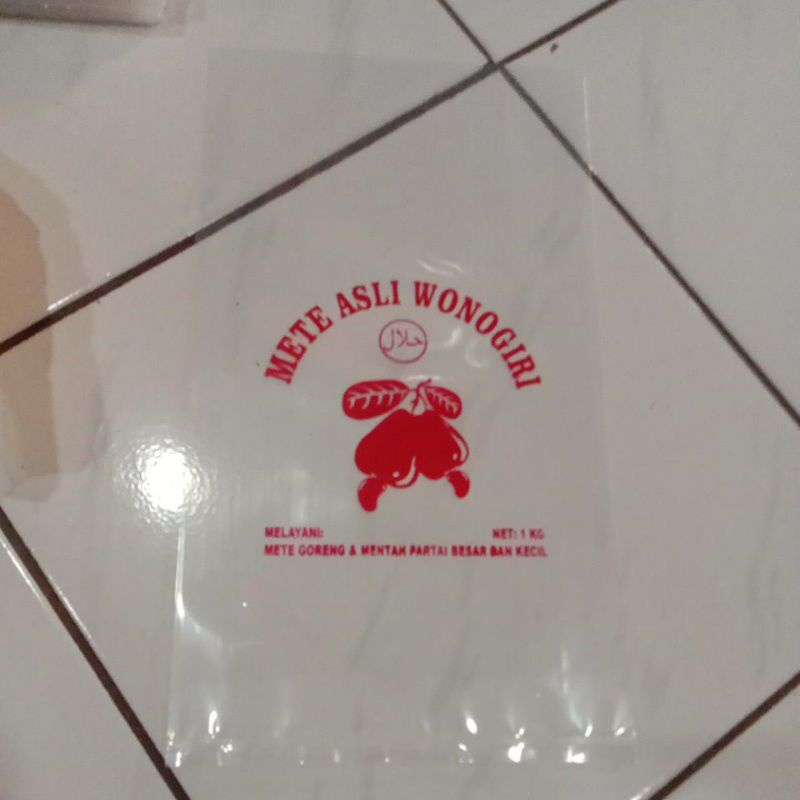 METE ASLI WONOGIRI
حلال
MELAYANI:
NET: 1 KG
METE GORENG & MENTAH PARTAI BESAR DAN KECIL